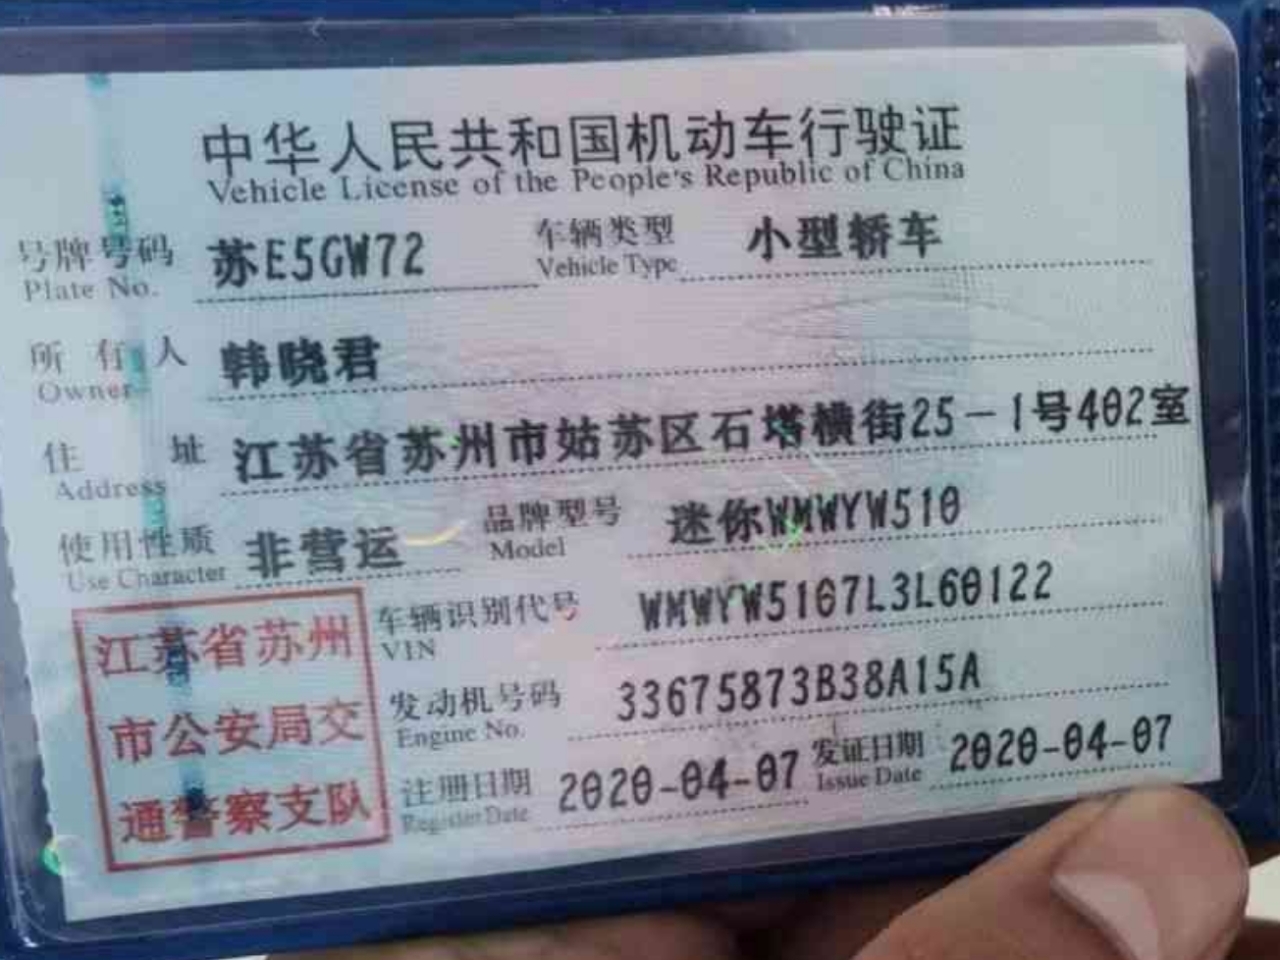 中华人民共和国机动车行驶证
Vehicle License of the People's Republic of China
号牌号码 苏E5GW72 车辆类型 小型轿车
Plate No. Vehicle Type
所有人 韩晓君
Owner
住址 江苏省苏州市姑苏区石塔横街25-1号402室
Address
使用性质 非营运 品牌型号 迷你WMWYW510
Use Character Model
江苏省苏州 车辆识别代号 WMWYW5107L3L60122
VIN
市公安局交 发动机号码 33675873B38A15A
Engine No.
通警察支队 注册日期 2020-04-07 发证日期 2020-04-07
Register Date Issue Date